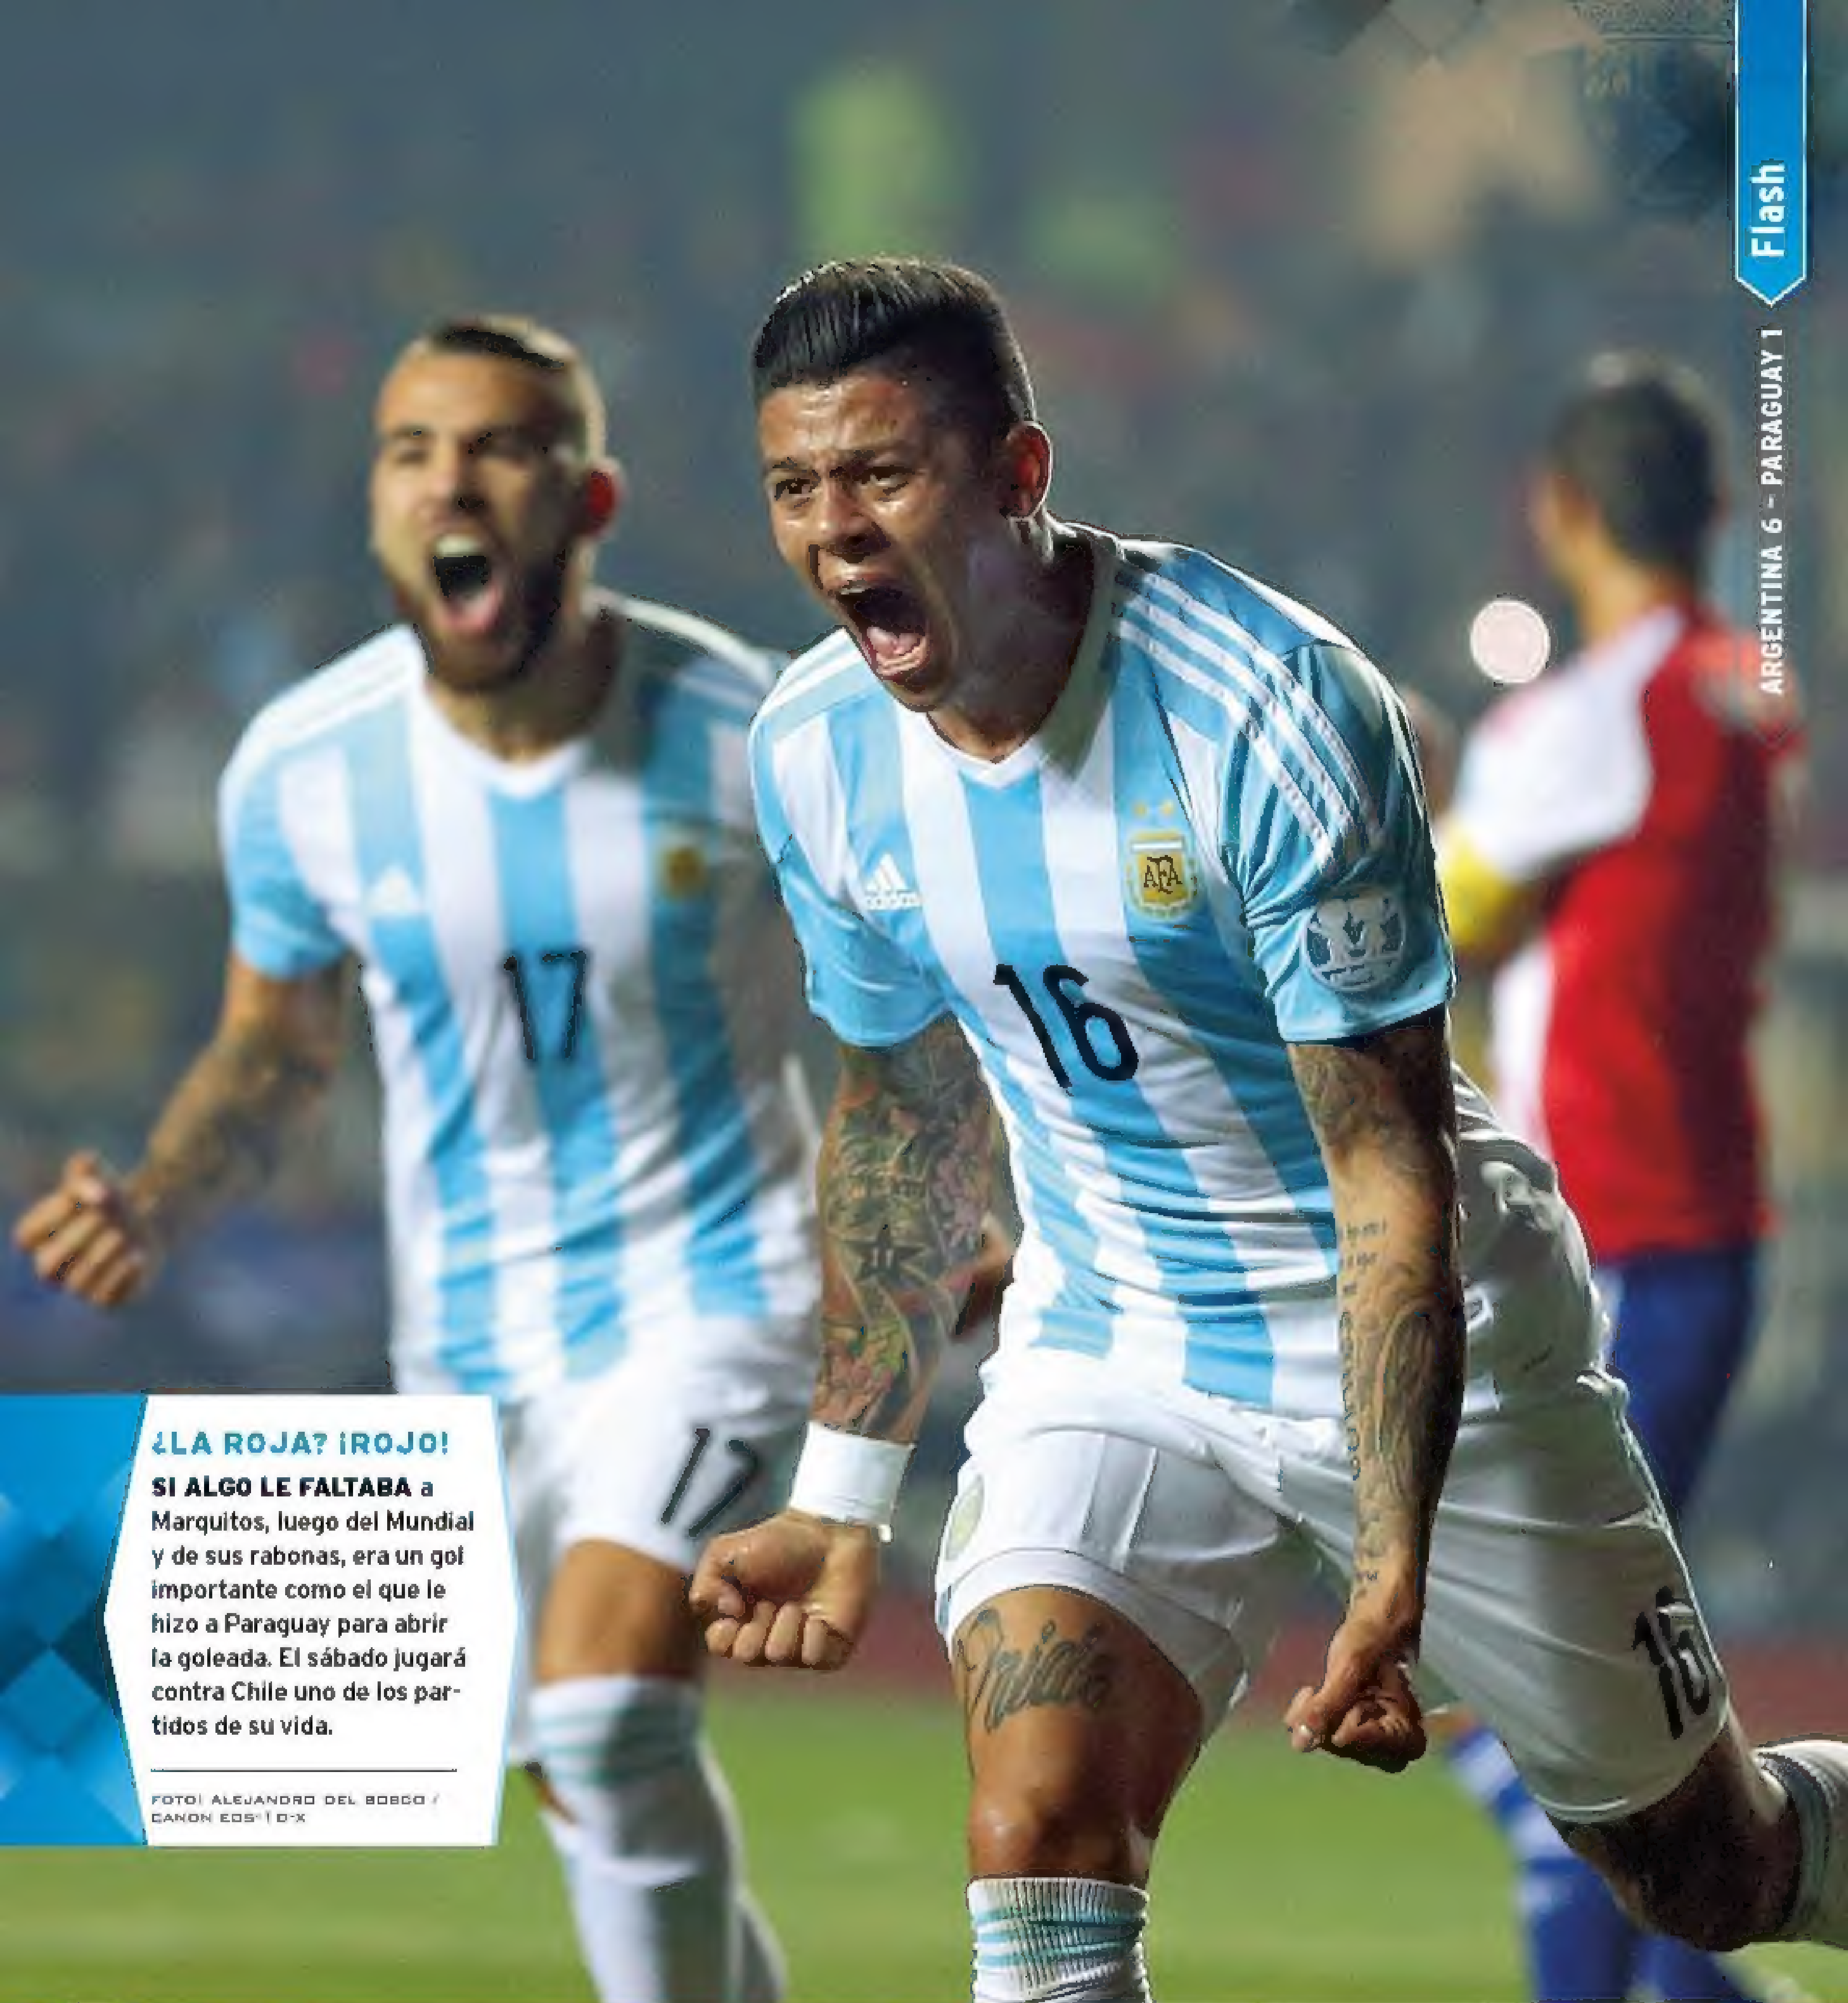 Flash
ARGENTINA 6 - PARAGUAY 1
17
adidas
AFA
16
17
16
¿LA ROJA? ¡ROJO!
SI ALGO LE FALTABA a
Marquitos, luego del Mundial
y de sus rabonas, era un gol
importante como el que le
hizo a Paraguay para abrir
la goleada. El sábado jugará
contra Chile uno de los par-
tidos de su vida.
FOTO: ALEJANDRO DEL BOSCO /
CANON EOS-1 D-X